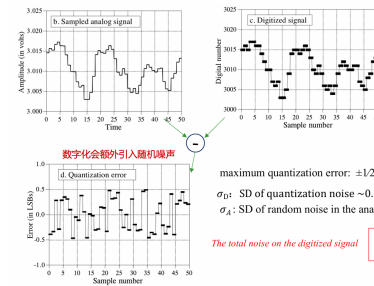 b. Sampled analog signal
3.025
3.020
3.015
3.010
3.005
3.000
Amplitude (in volts)
0 5 10 15 20 25 30 35 40 45 50
Time
c. Digitized signal
3025
3020
3015
3010
3005
3000
Digital number
0 5 10 15 20 25 30 35 40 45
Sample number
-
数字化会额外引入随机噪声
d. Quantization error
1.0
0.5
0.0
-0.5
-1.0
Error (in LSBs)
0 5 10 15 20 25 30 35 40 45 50
Sample number
maximum quantization error: ±1/2
σD: SD of quantization noise ~0.
σA: SD of random noise in the ana
The total noise on the digitized signal